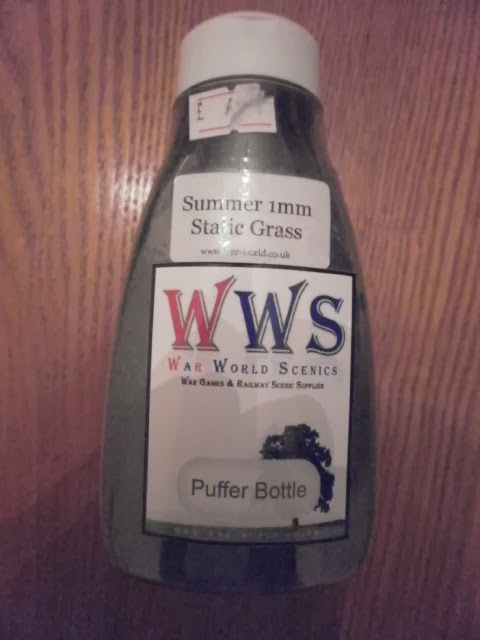 £
Summer 1mm
Static Grass
WWS
War World Scenics
War Games & Railway Scenic Supplies
Puffer Bottle